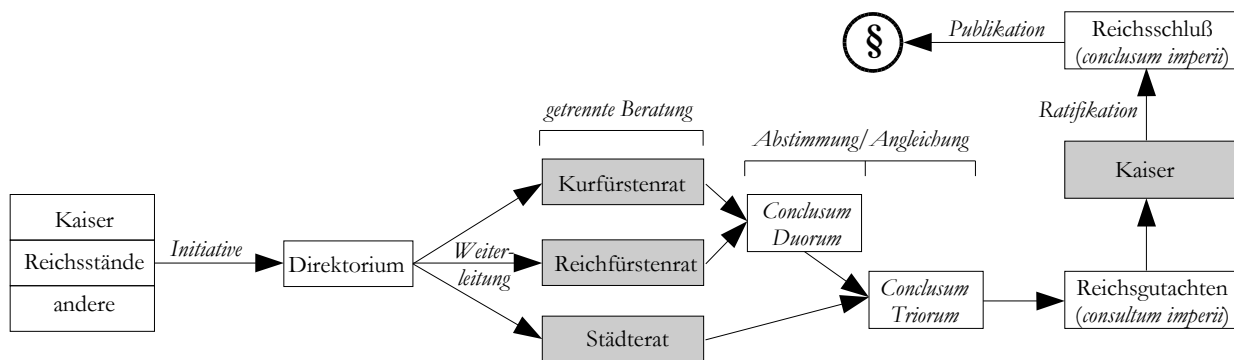 Kaiser
Reichsstände
andere
Initiative
Direktorium
Weiter-
leitung
getrennte Beratung
Kurfürstenrat
Reichfürstenrat
Städterat
Abstimmung/Angleichung
Conclusum
Duorum
Conclusum
Triorum
Reichsgutachten
(consultum imperii)
Kaiser
Ratifikation
Reichsschluß
(conclusum imperii)
Publikation
§